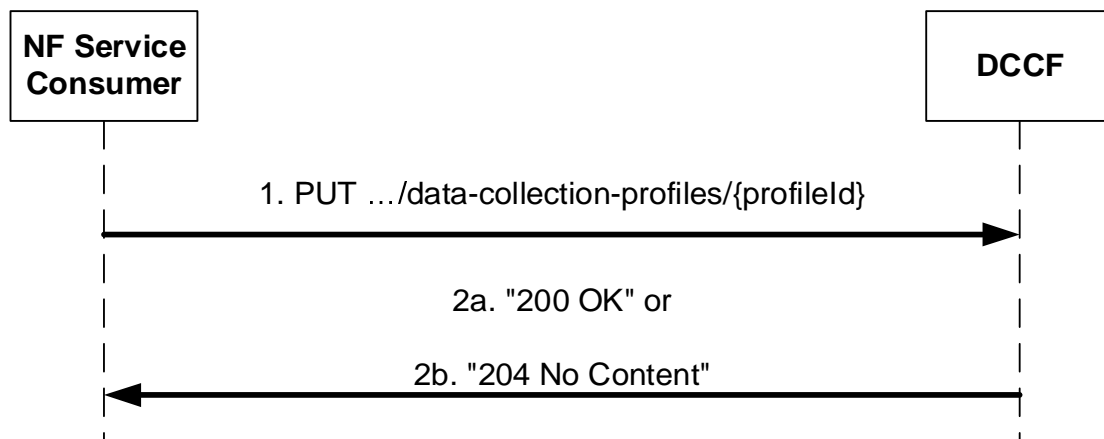 NF Service
Consumer
DCCF
1. PUT …/data-collection-profiles/{profileId}
2a. "200 OK" or
2b. "204 No Content"